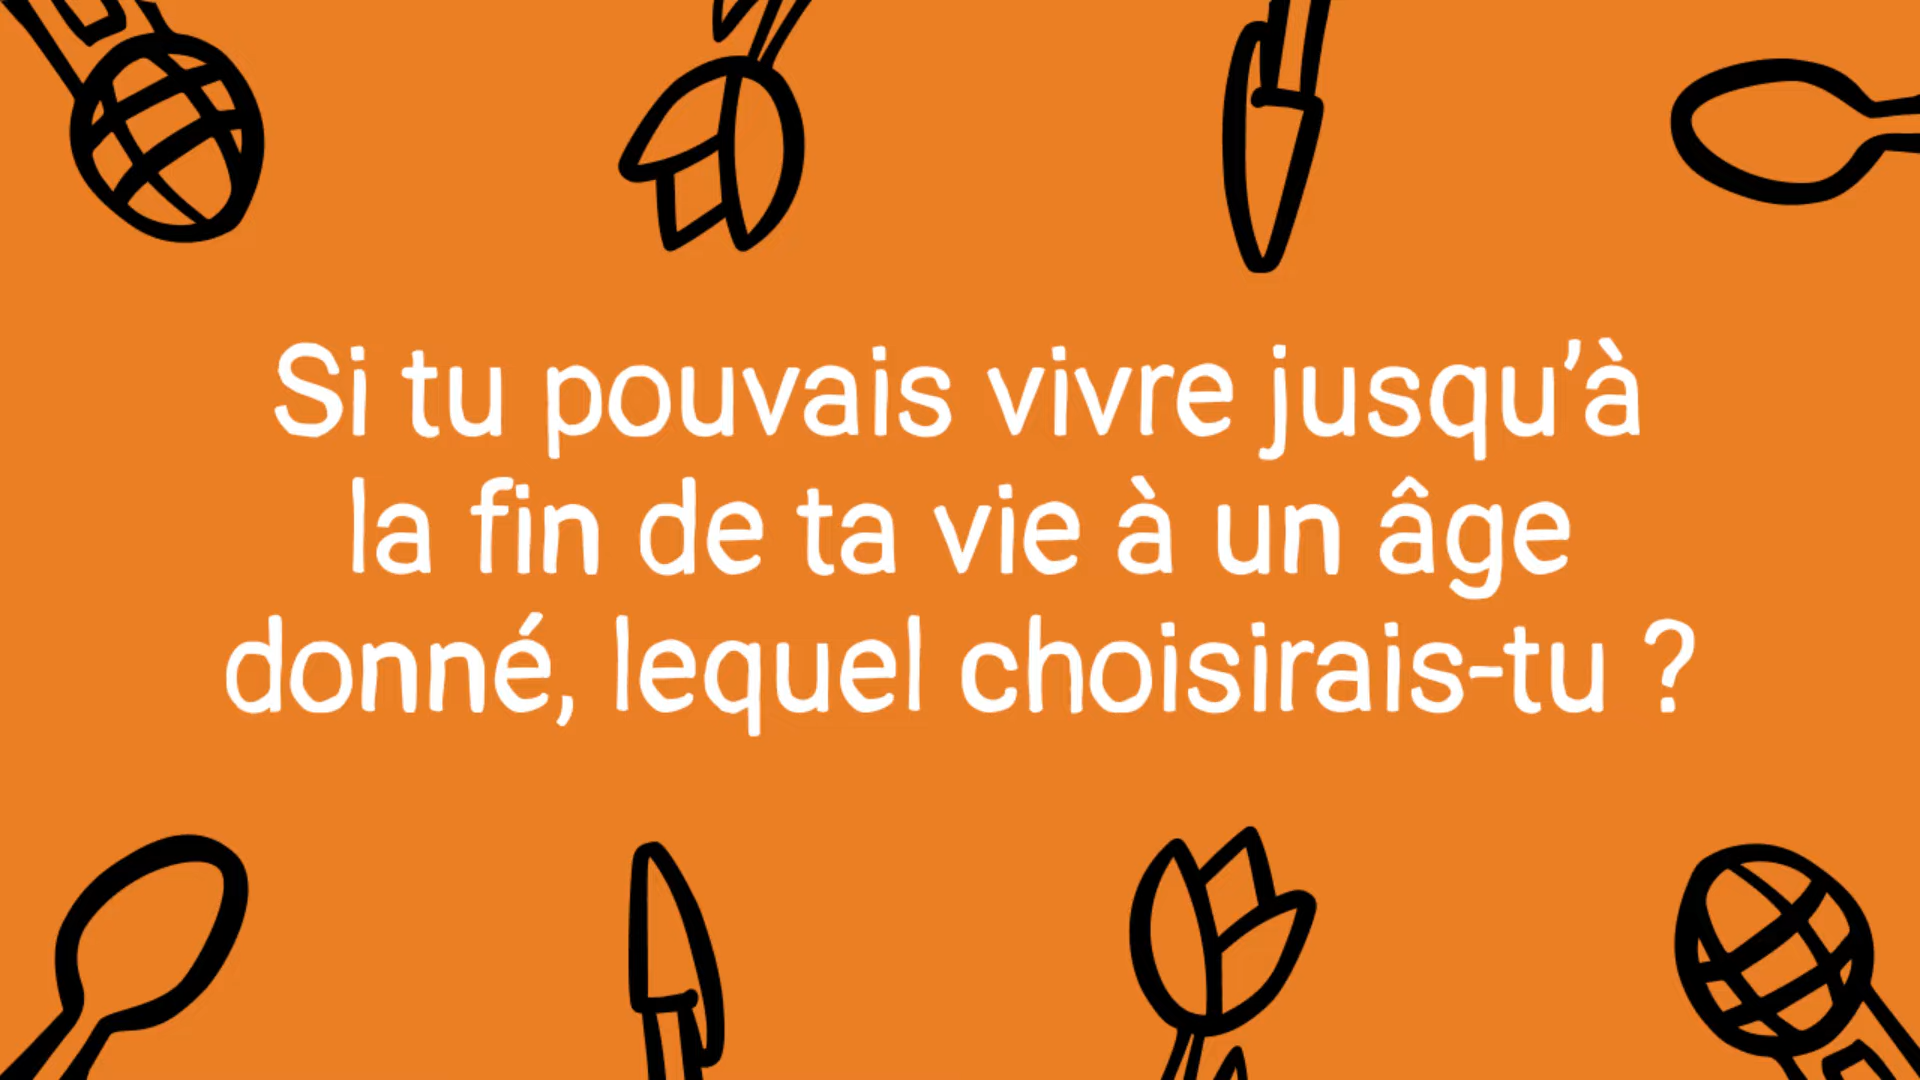 Si tu pouvais vivre jusqu’à
la fin de ta vie à un âge
donné, lequel choisirais-tu ?